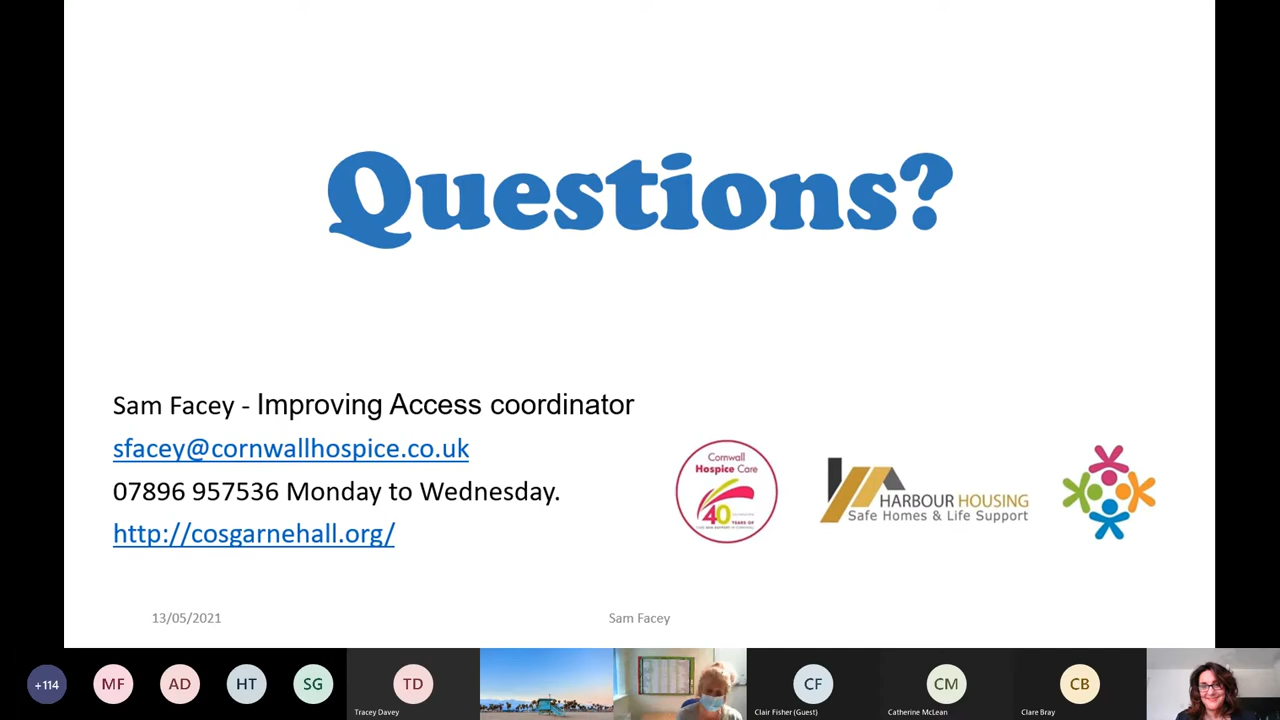 Questions?
Sam Facey - Improving Access coordinator
sfacey@cornwallhospice.co.uk
07896 957536 Monday to Wednesday.
http://cosgarnehall.org/
Cornwall
Hospice Care
40
YEARS OF
HARBOUR HOUSING
Safe Homes & Life Support
13/05/2021
Sam Facey
+114
MF
AD
HT
SG
TD
CF
CM
CB
Tracey Davey
Clair Fisher (Guest)
Catherine McLean
Clare Bray